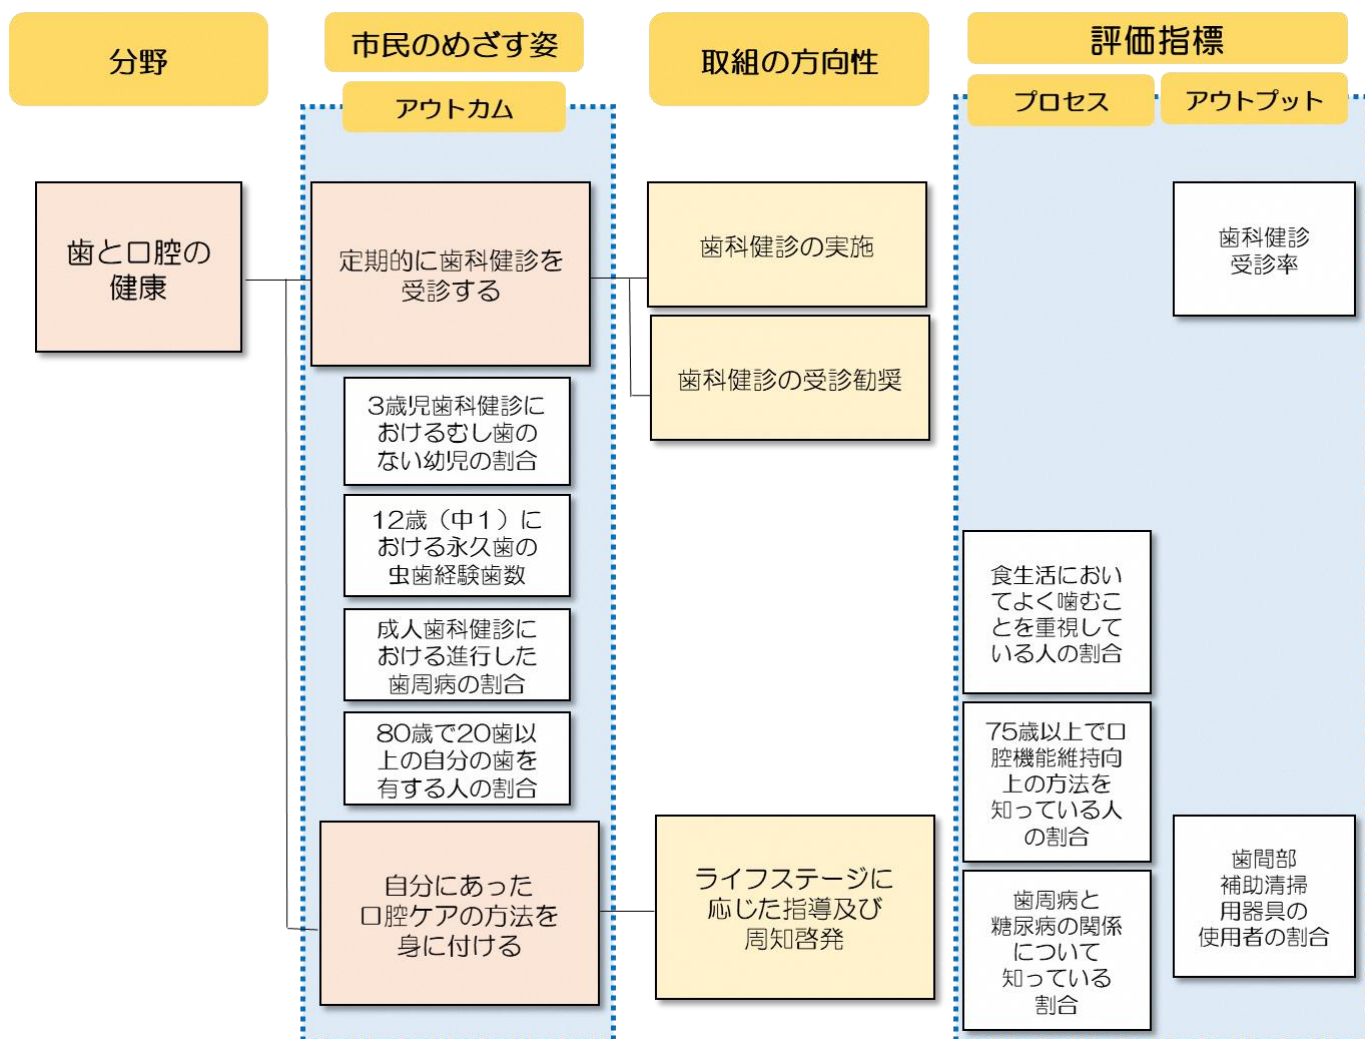 分野
市民のめざす姿
アウトカム
取組の方向性
評価指標
プロセス
アウトプット
歯と口腔の
健康
定期的に歯科健診を
受診する
歯科健診の実施
歯科健診の受診勧奨
歯科健診
受診率
3歳児歯科健診に
おけるむし歯の
ない幼児の割合
12歳（中１）に
おける永久歯の
虫歯経験歯数
成人歯科健診に
おける進行した
歯周病の割合
80歳で20歯以
上の自分の歯を
有する人の割合
自分にあった
口腔ケアの方法を
身に付ける
ライフステージに
応じた指導及び
周知啓発
食生活におい
てよく噛むこ
とを重視して
いる人の割合
75歳以上で口
腔機能維持向
上の方法を
知っている人
の割合
歯周病と
糖尿病の関係
について
知っている
割合
歯間部
補助清掃
用器具の
使用者の割合